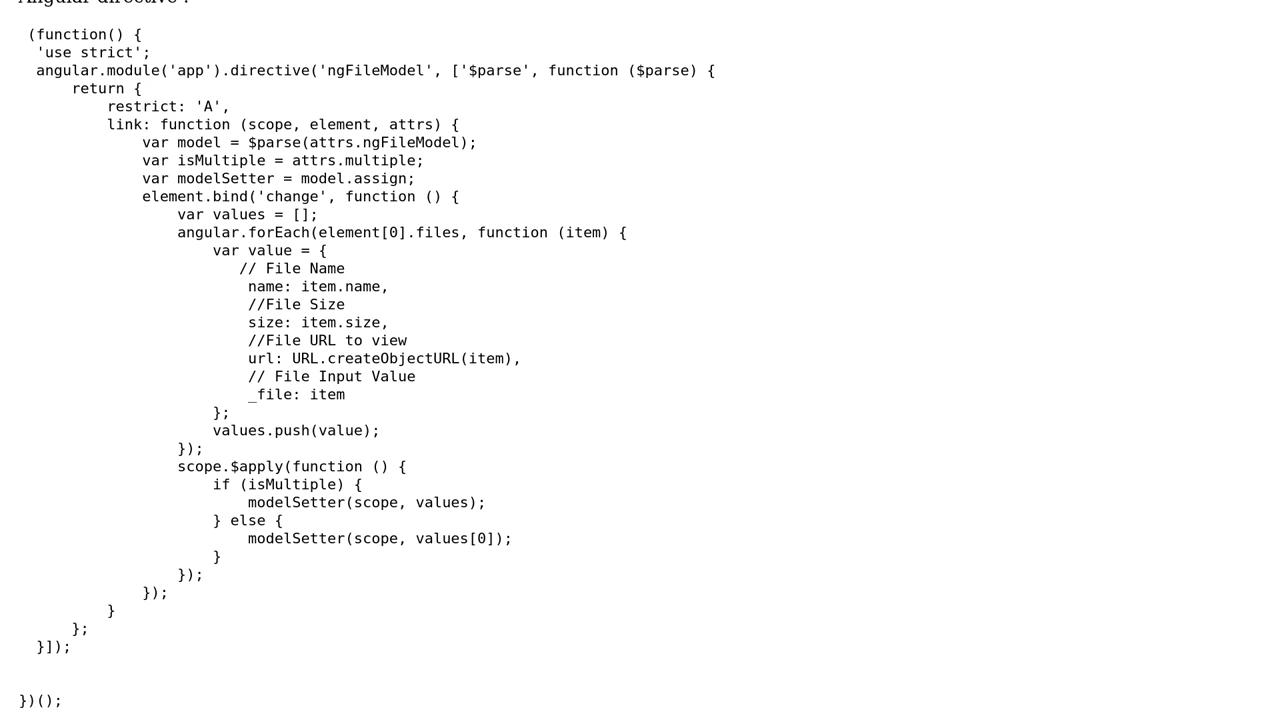 Angular directive :
(function() {
'use strict';
angular.module('app').directive('ngFileModel', ['$parse', function ($parse) {
return {
restrict: 'A',
link: function (scope, element, attrs) {
var model = $parse(attrs.ngFileModel);
var isMultiple = attrs.multiple;
var modelSetter = model.assign;
element.bind('change', function () {
var values = [];
angular.forEach(element[0].files, function (item) {
var value = {
// File Name
name: item.name,
//File Size
size: item.size,
//File URL to view
url: URL.createObjectURL(item),
// File Input Value
_file: item
};
values.push(value);
});
scope.$apply(function () {
if (isMultiple) {
modelSetter(scope, values);
} else {
modelSetter(scope, values[0]);
}
});
});
}
};
}]);
})();